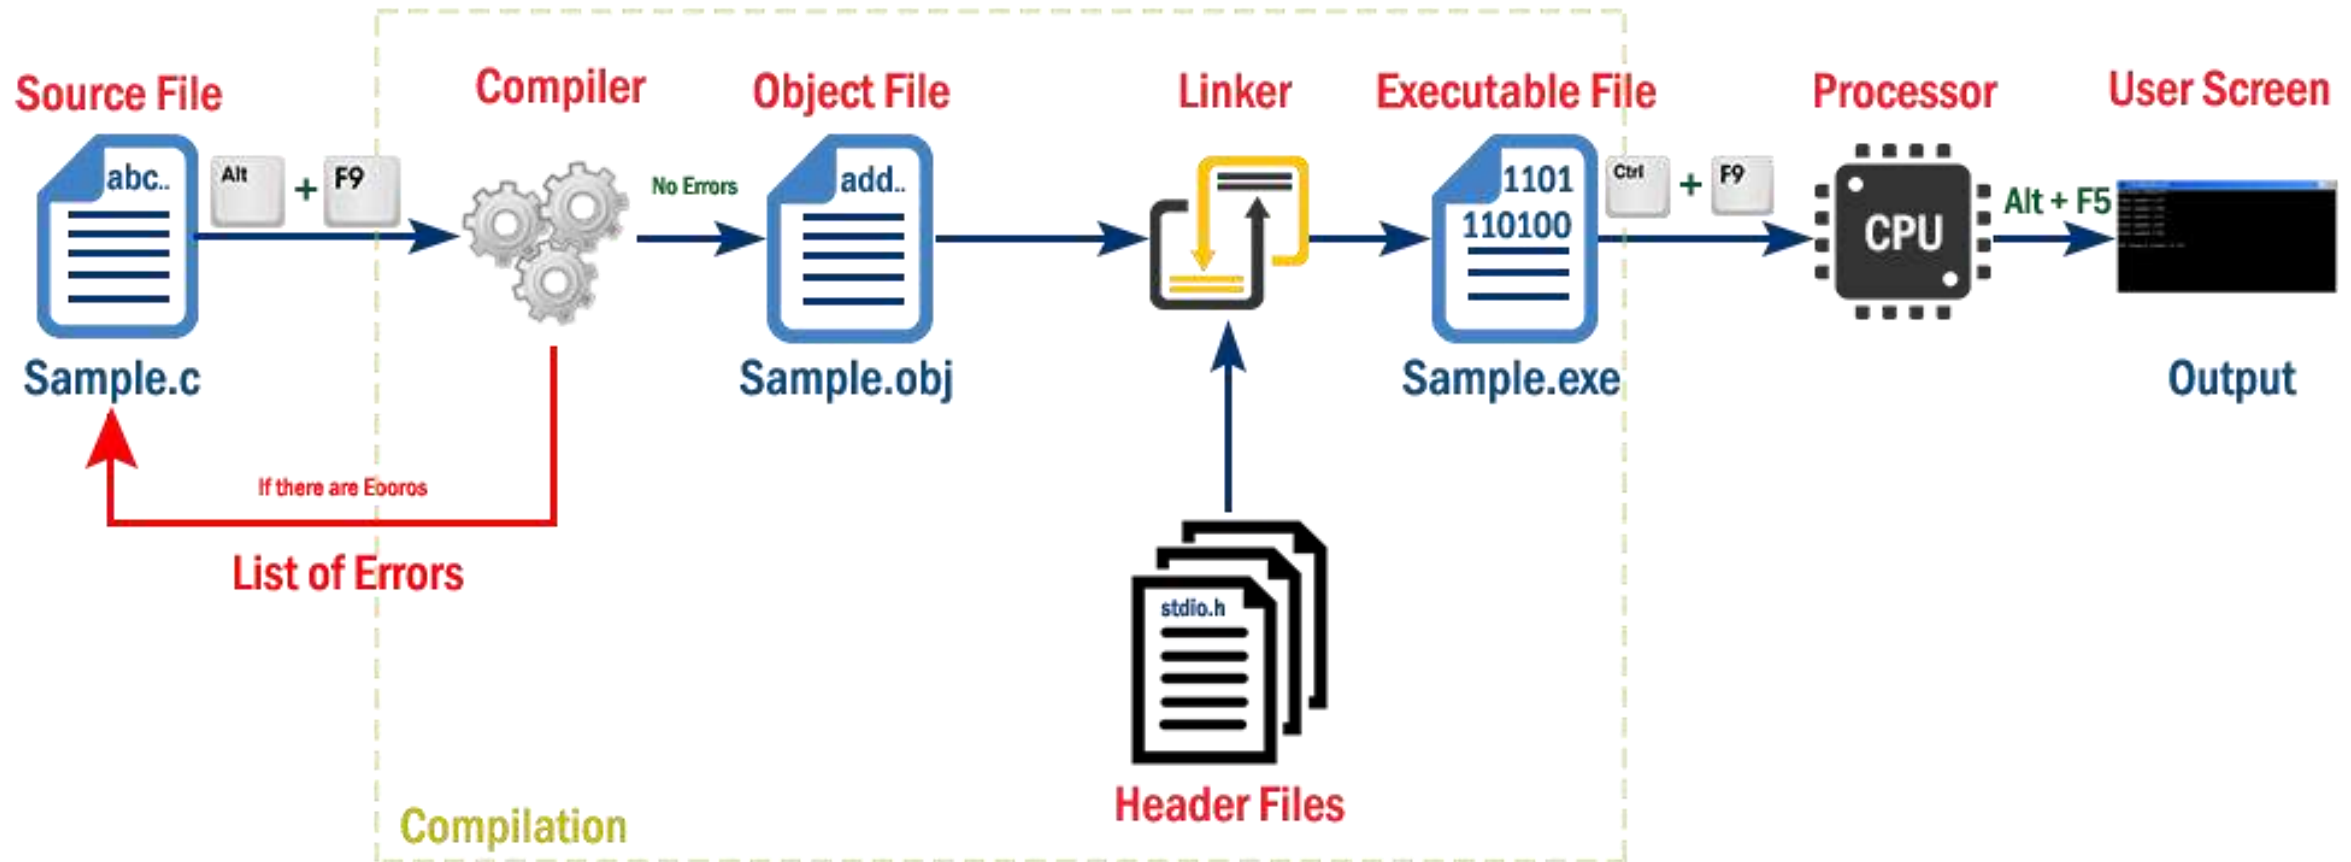 Source File
Compiler
Object File
Linker
Executable File
Processor
User Screen
abc..
Alt
+
F9
No Errors
add..
1101
110100
Ctrl
+
F9
CPU
Alt + F5
Sample.c
Sample.obj
Sample.exe
Output
If there are Eooros
List of Errors
stdio.h
Header Files
Compilation